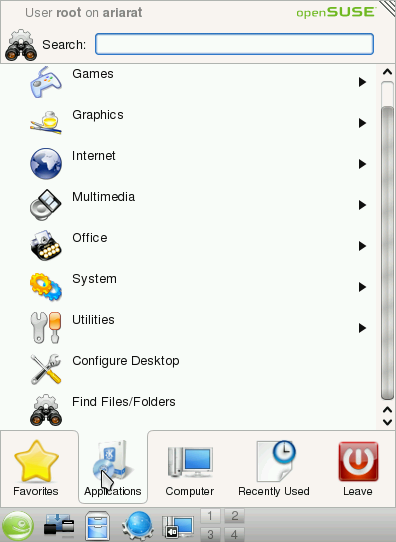 User root on ariarat
openSUSE
Search:
Games
Graphics
Internet
Multimedia
Office
System
Utilities
Configure Desktop
Find Files/Folders
Favorites Applications Computer Recently Used Leave
1 2
3 4